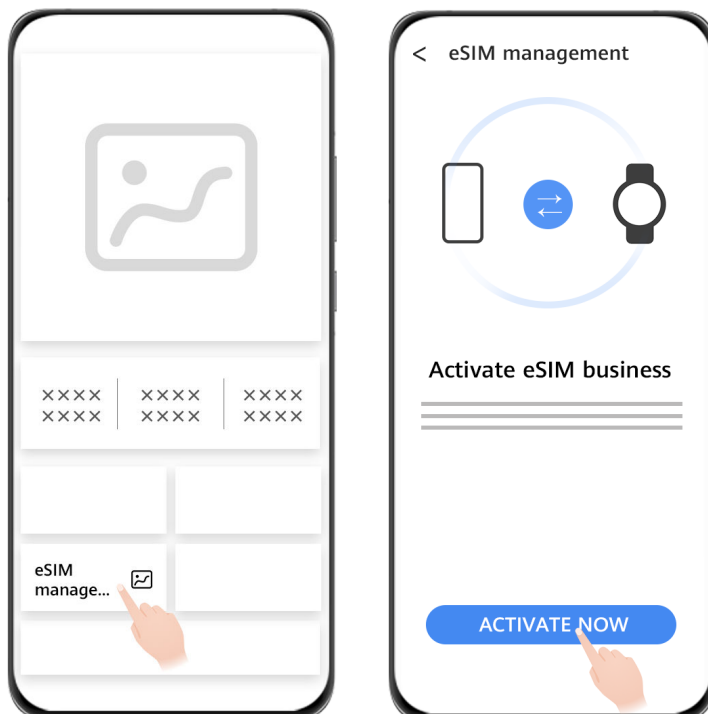 ×××× ×××× ××××
×××× ×××× ××××
eSIM
manage...
< eSIM management
Activate eSIM business
ACTIVATE NOW